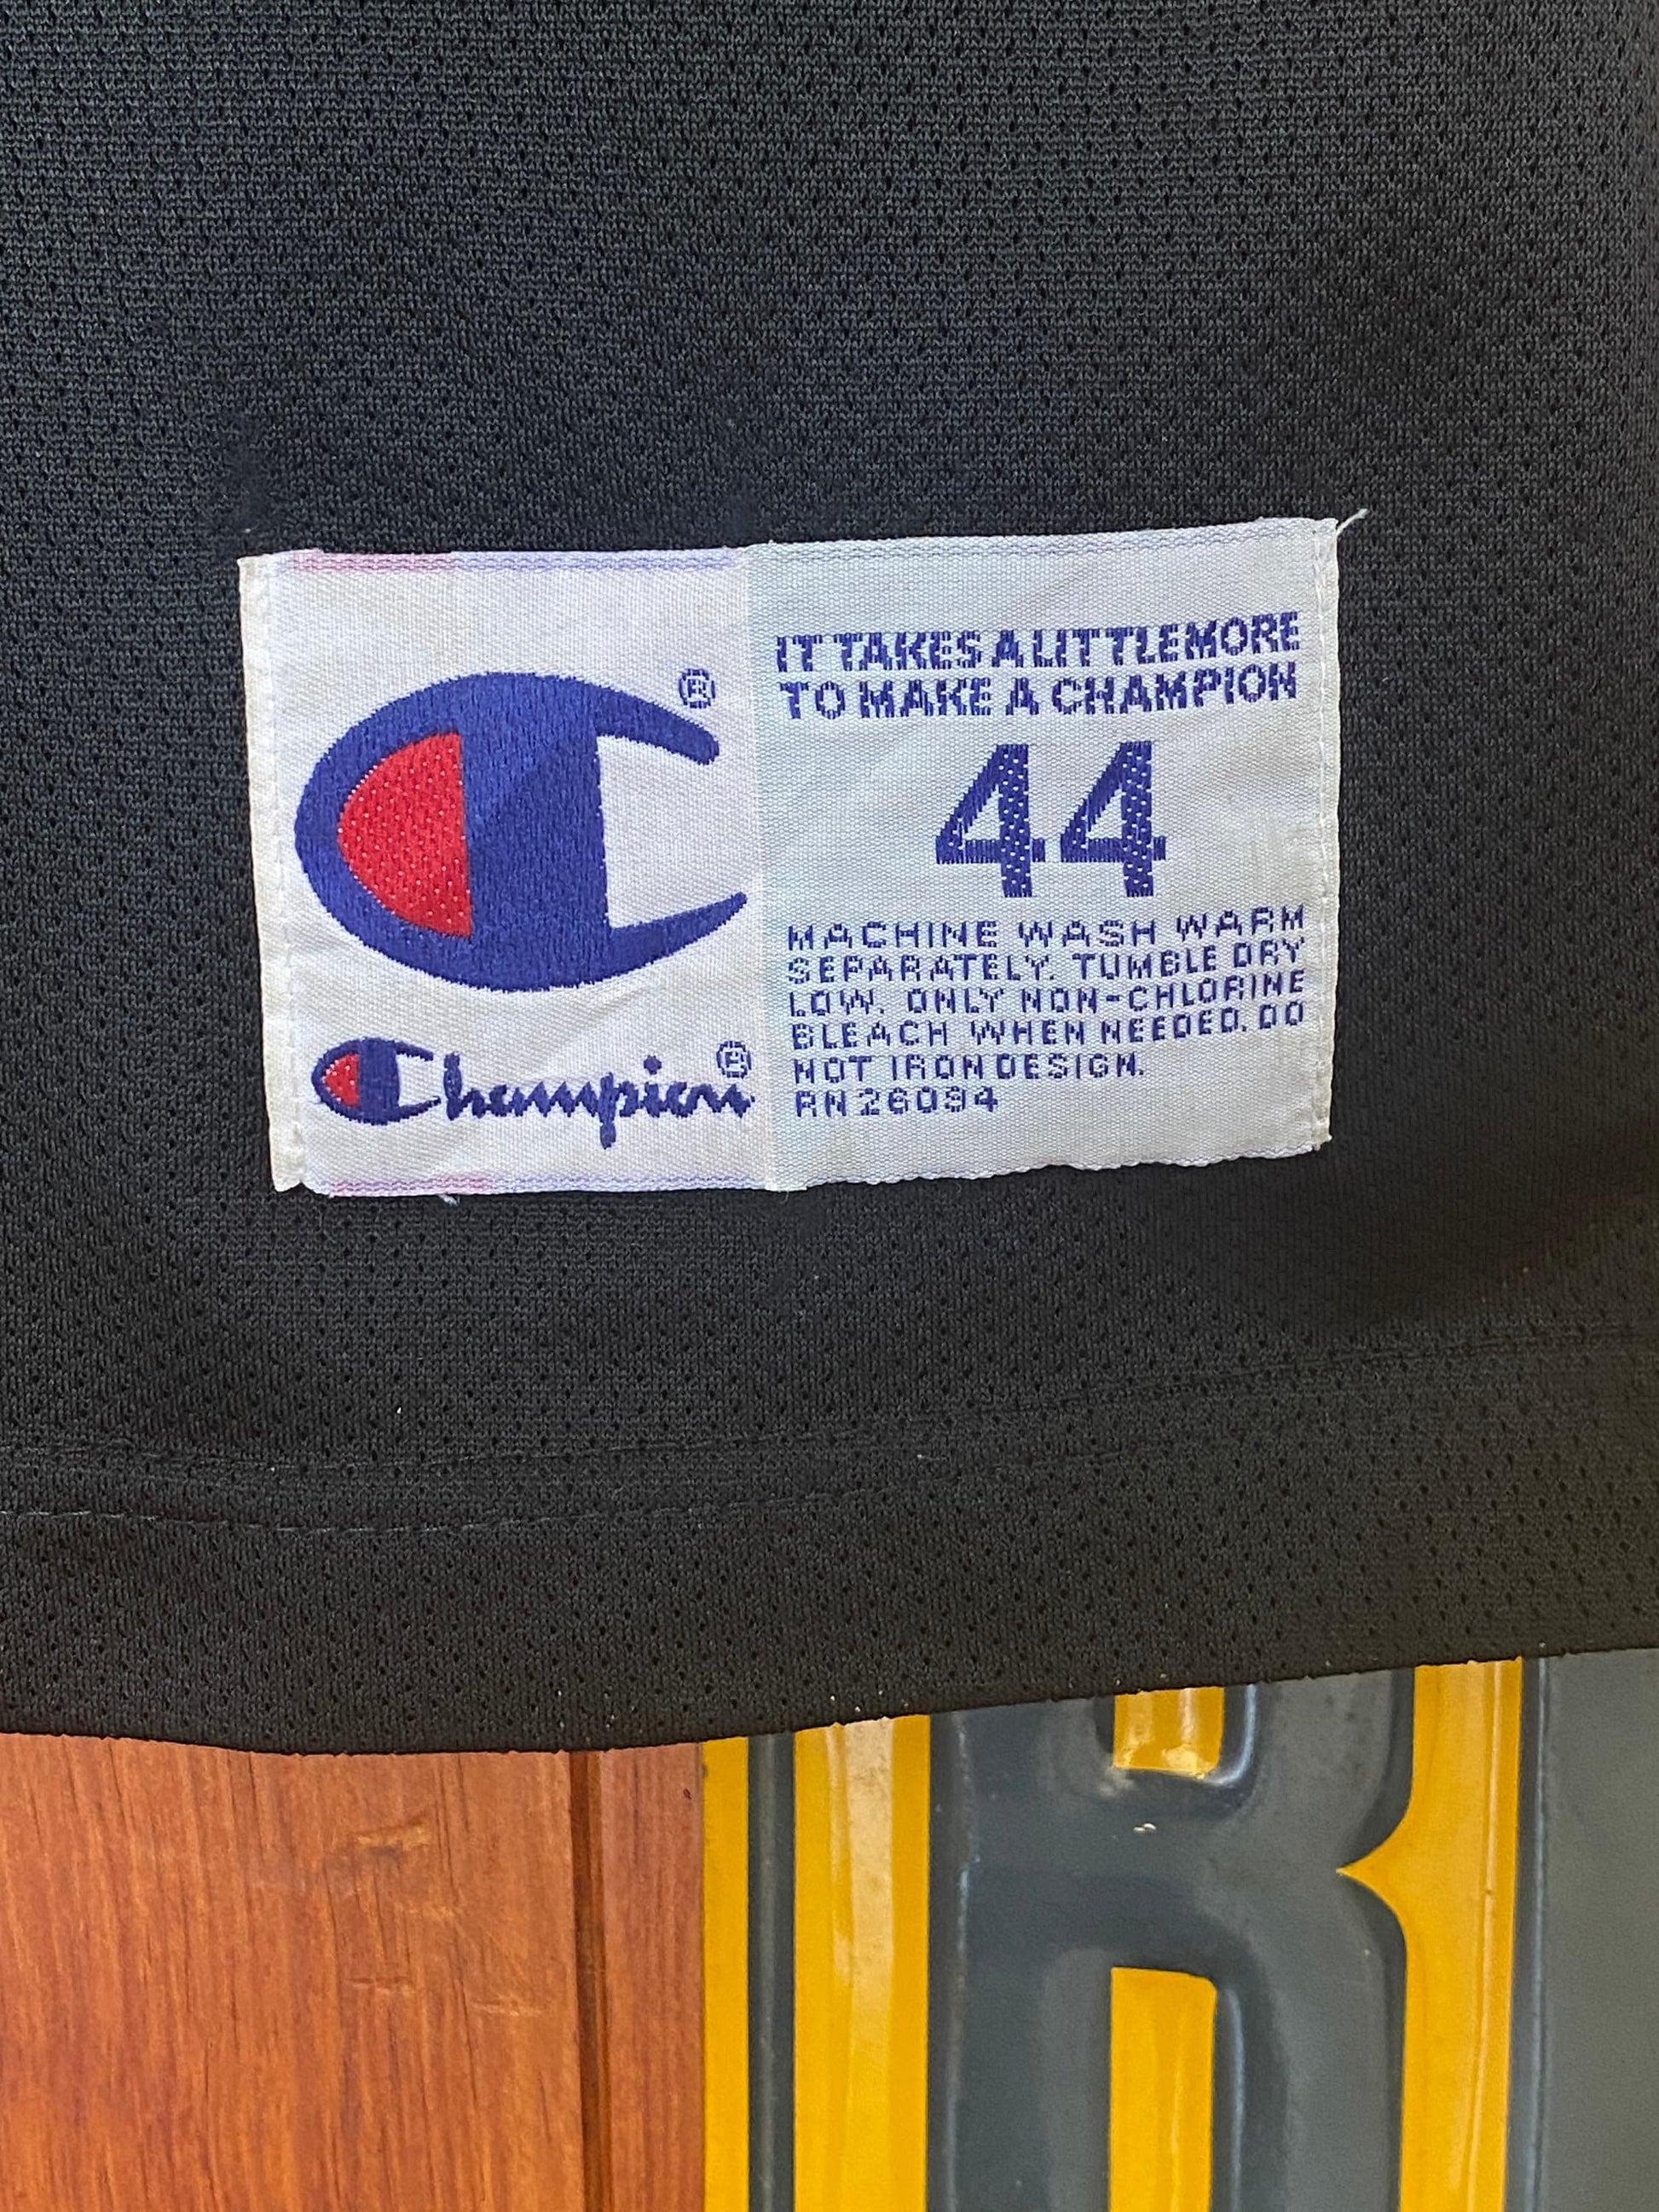 ®
IT TAKES A LITTLE MORE
TO MAKE A CHAMPION
44
MACHINE WASH WARM
SEPARATELY. TUMBLE DRY
LOW. ONLY NON-CHLORINE
BLEACH WHEN NEEDED. DO
NOT IRON DESIGN.
RN 26094
Champion®
B